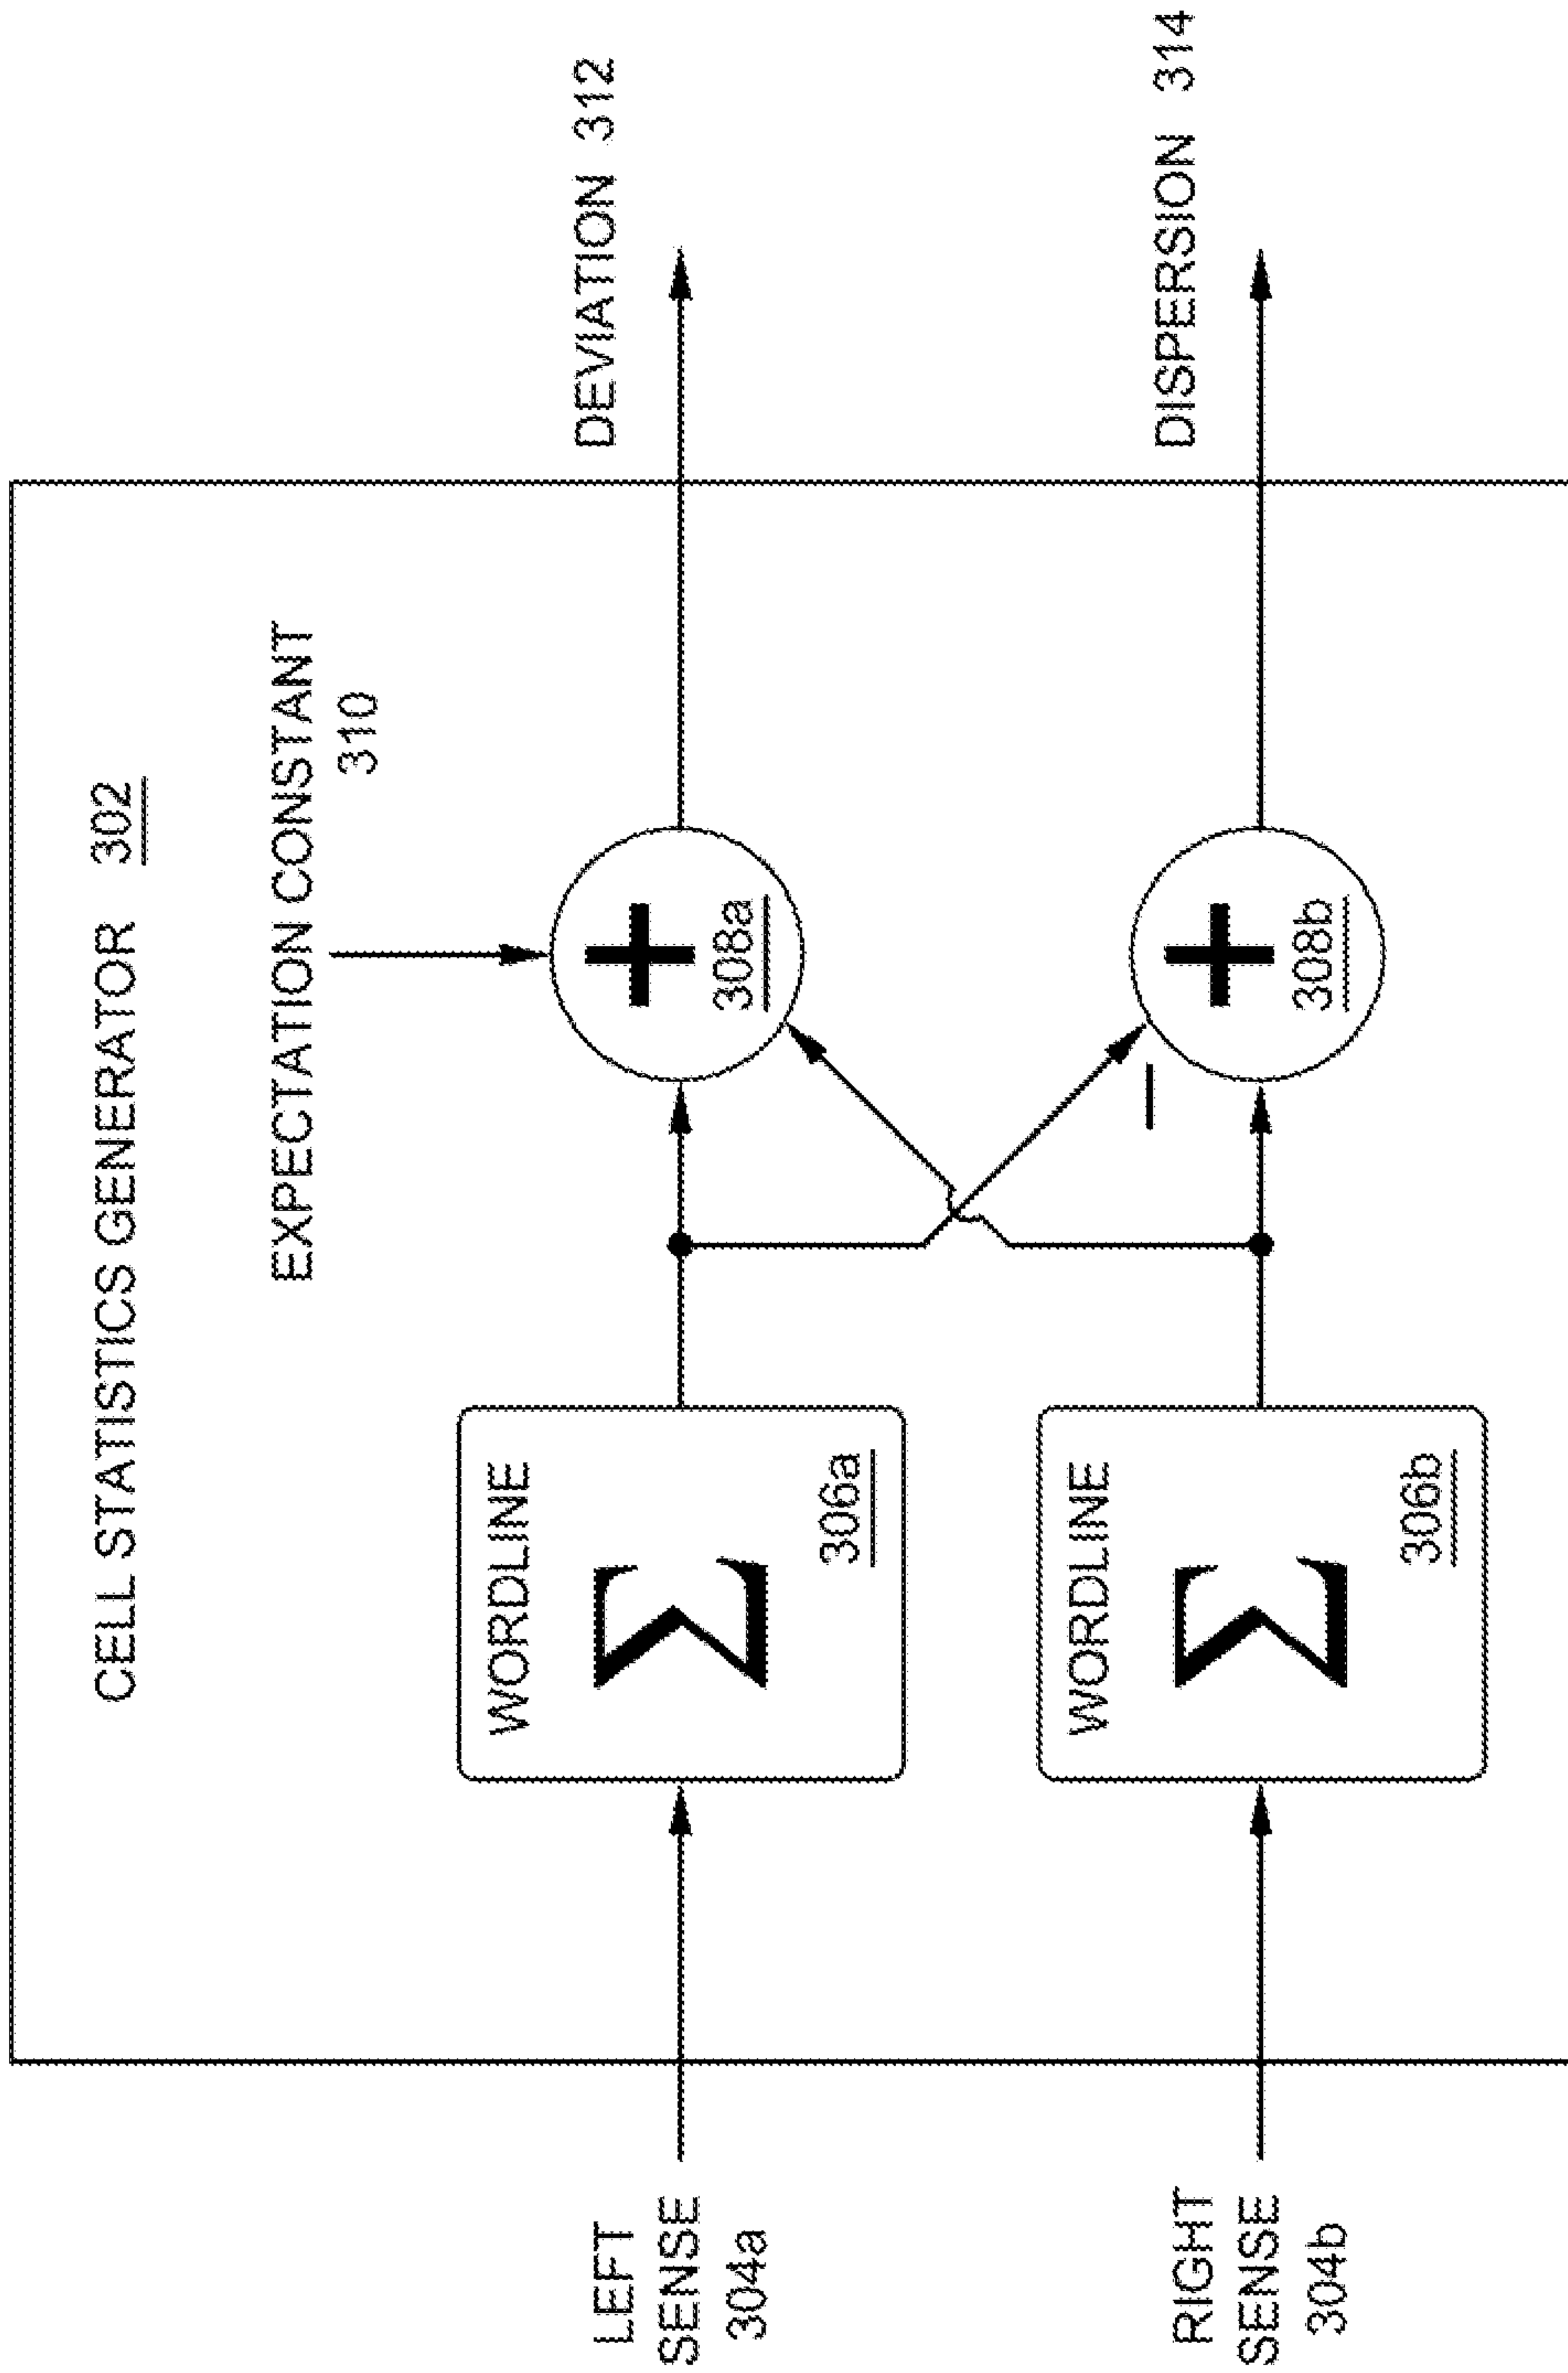 CELL STATISTICS GENERATOR 302
EXPECTATION CONSTANT
310
LEFT
SENSE
304a
WORDLINE
Σ
306a
+
308a
DEVIATION 312
RIGHT
SENSE
304b
WORDLINE
Σ
306b
−
+
308b
DISPERSION 314